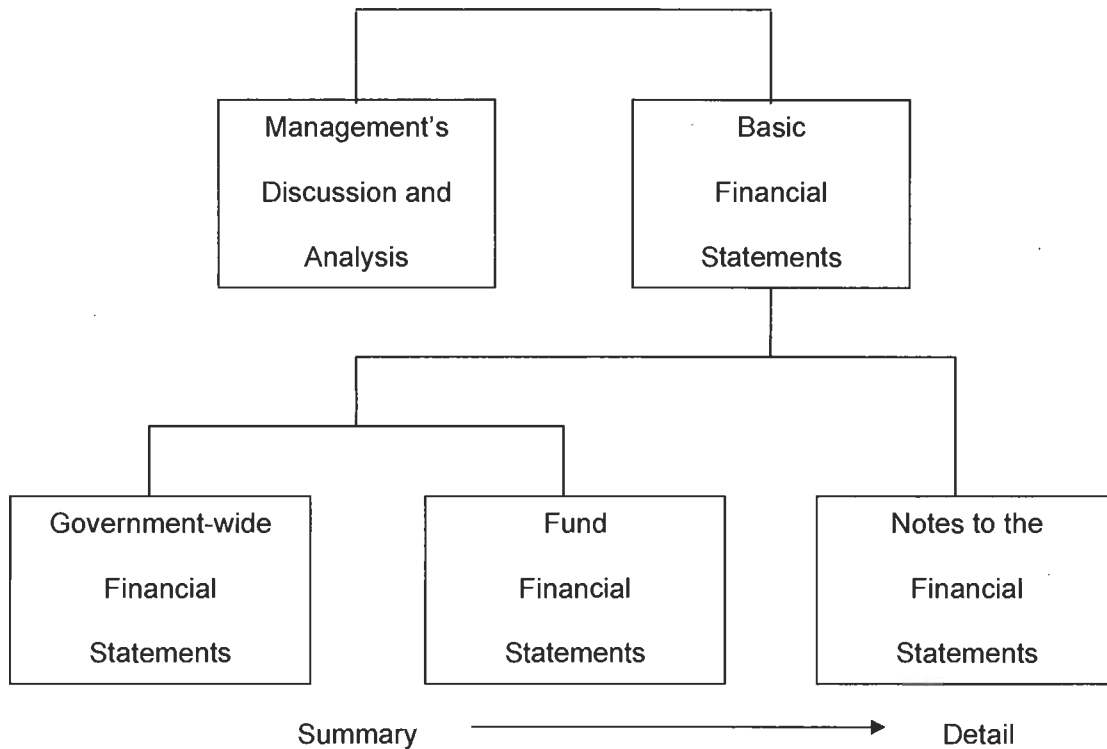 Management's
Discussion and
Analysis
Basic
Financial
Statements
Government-wide
Financial
Statements
Fund
Financial
Statements
Notes to the
Financial
Statements
Summary
Detail